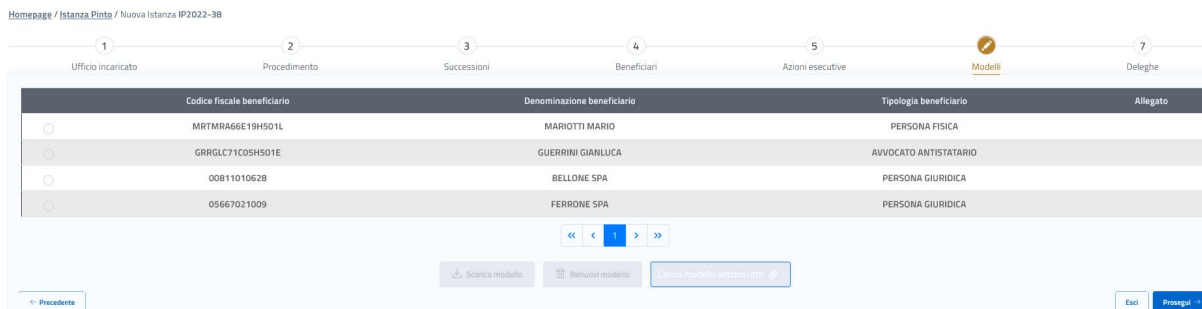 Homepage / Istanza Pinto / Nuova Istanza IP2022-38
1 2 3 4 5 7
Ufficio incaricato Procedimento Successioni Beneficiari Azioni esecutive Modelli Deleghe
Codice fiscale beneficiario Denominazione beneficiario Tipologia beneficiario Allegato
MRTMRA66E19H501L MARIOTTI MARIO PERSONA FISICA
GRRGLC71C05H501E GUERRINI GIANLUCA AVVOCATO ANTISTATARIO
00811010628 BELLONE SPA PERSONA GIURIDICA
05667021009 FERRONE SPA PERSONA GIURIDICA
« < 1 > »
Scarica modello Rimuovi modello Carica modello sottoscritto
← Precedente Esci Prosegui →